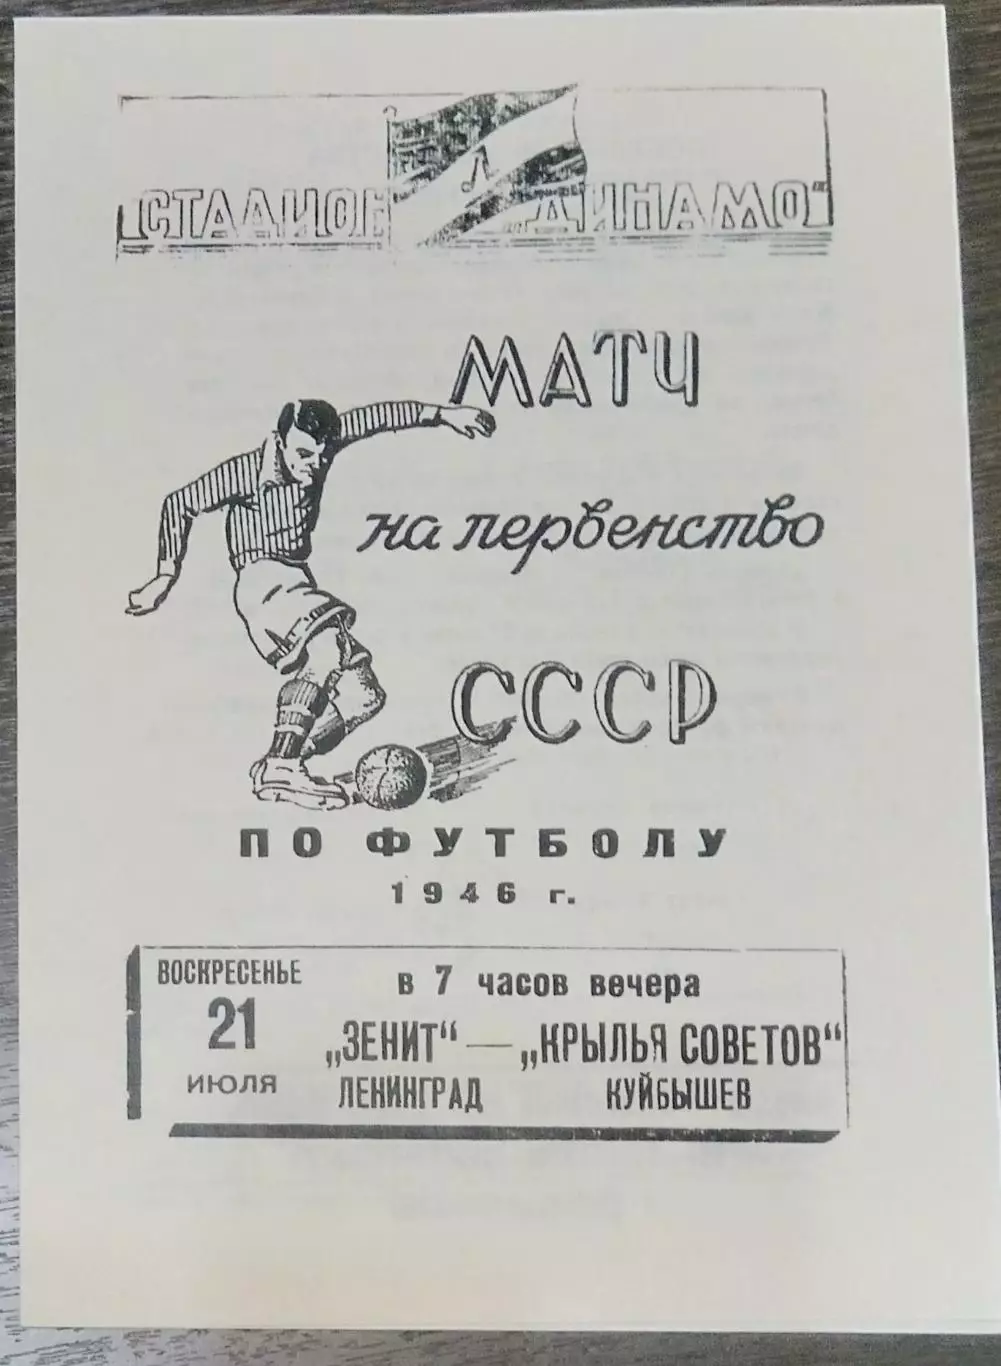 „СТАДИОН Л „ДИНАМО"
МАТЧ
на первенство
СССР
ПО ФУТБОЛУ
1946 г.
ВОСКРЕСЕНЬЕ
21
ИЮЛЯ
в 7 часов вечера
„ЗЕНИТ“ — „КРЫЛЬЯ СОВЕТОВ“
ЛЕНИНГРАД КУЙБЫШЕВ